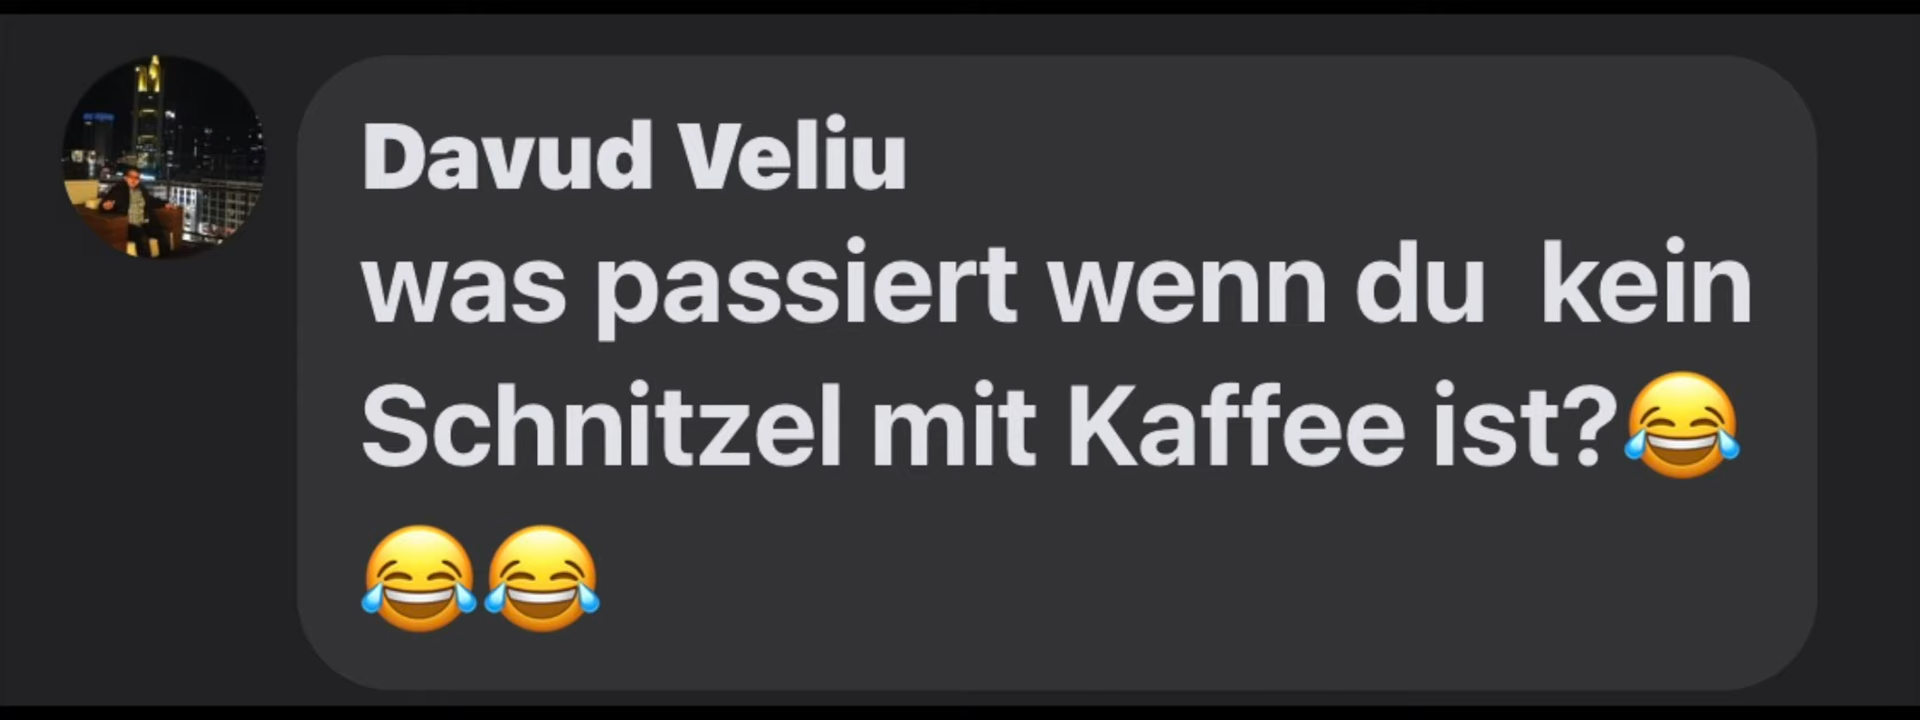 Davud Veliu
was passiert wenn du  kein
Schnitzel mit Kaffee ist?😂
😂😂